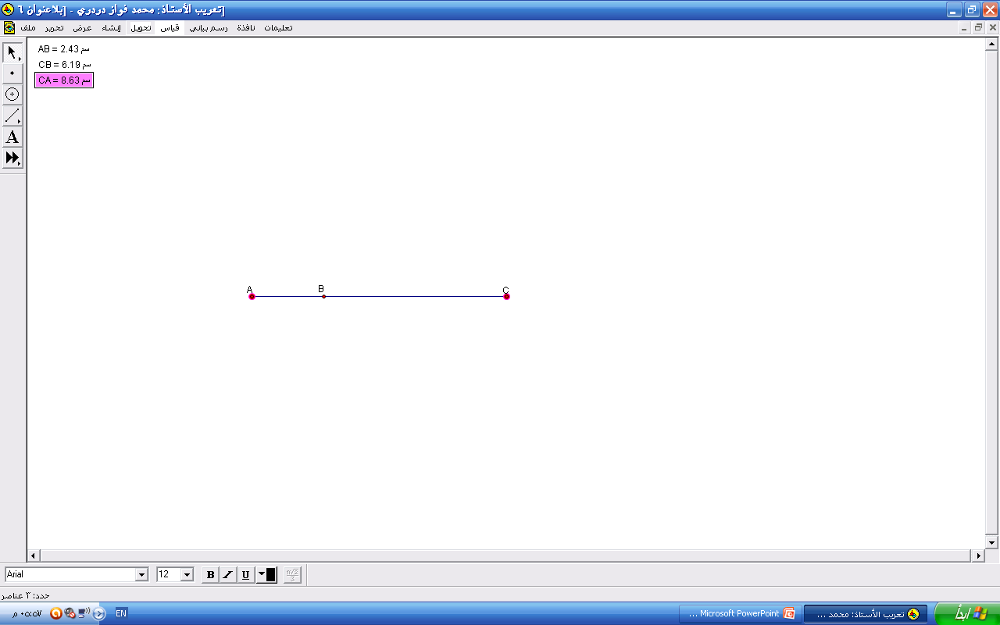 [تعريب الأستاذ: محمد فواز دردري - [بلاعنوان ٦
ملف تحرير عرض إنشاء تحويل قياس رسم بياني نافذة تعليمات
AB = 2.43 سم
CB = 6.19 سم
CA = 8.63 سم
A B C
A
Arial 12 B I U
حدد: ٣ عناصر
ابدأ تعريب الأستاذ: محمد ... Microsoft PowerPoint ... EN ٠٥:٥٧ م